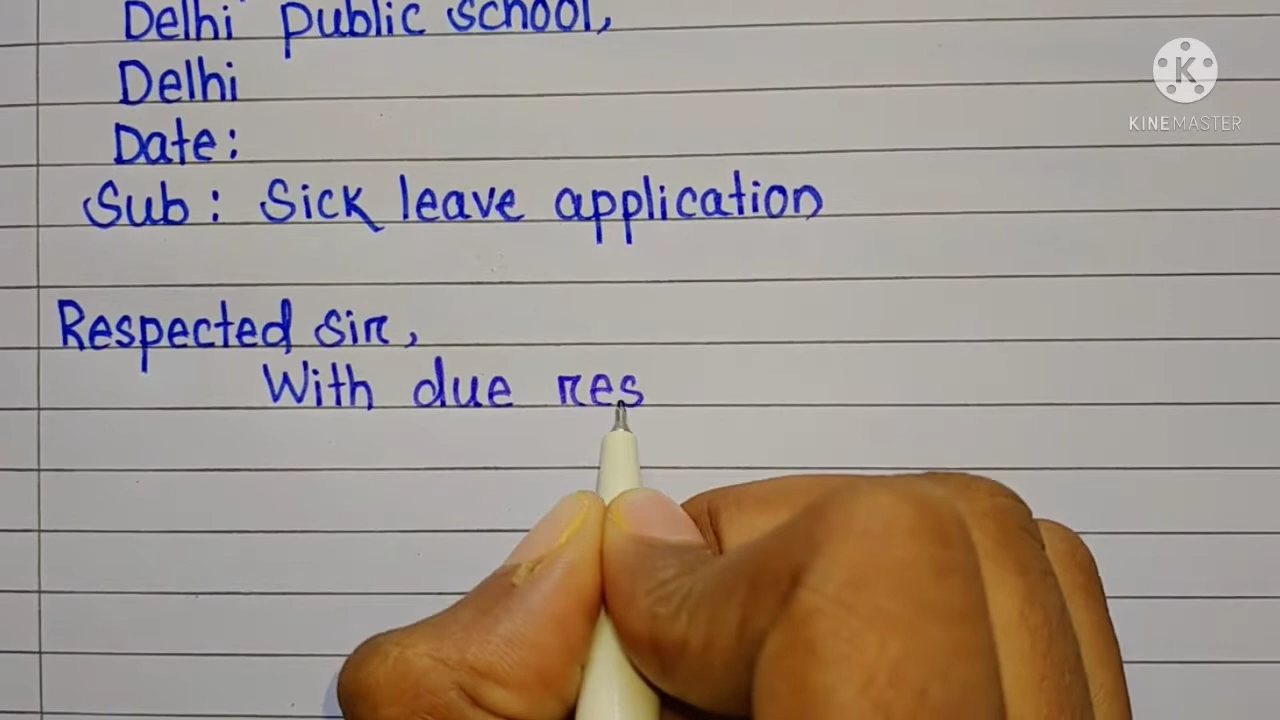 Delhi public school,
Delhi
Date:
Sub: Sick leave application
Respected sir,
With due res
K
KINEMASTER